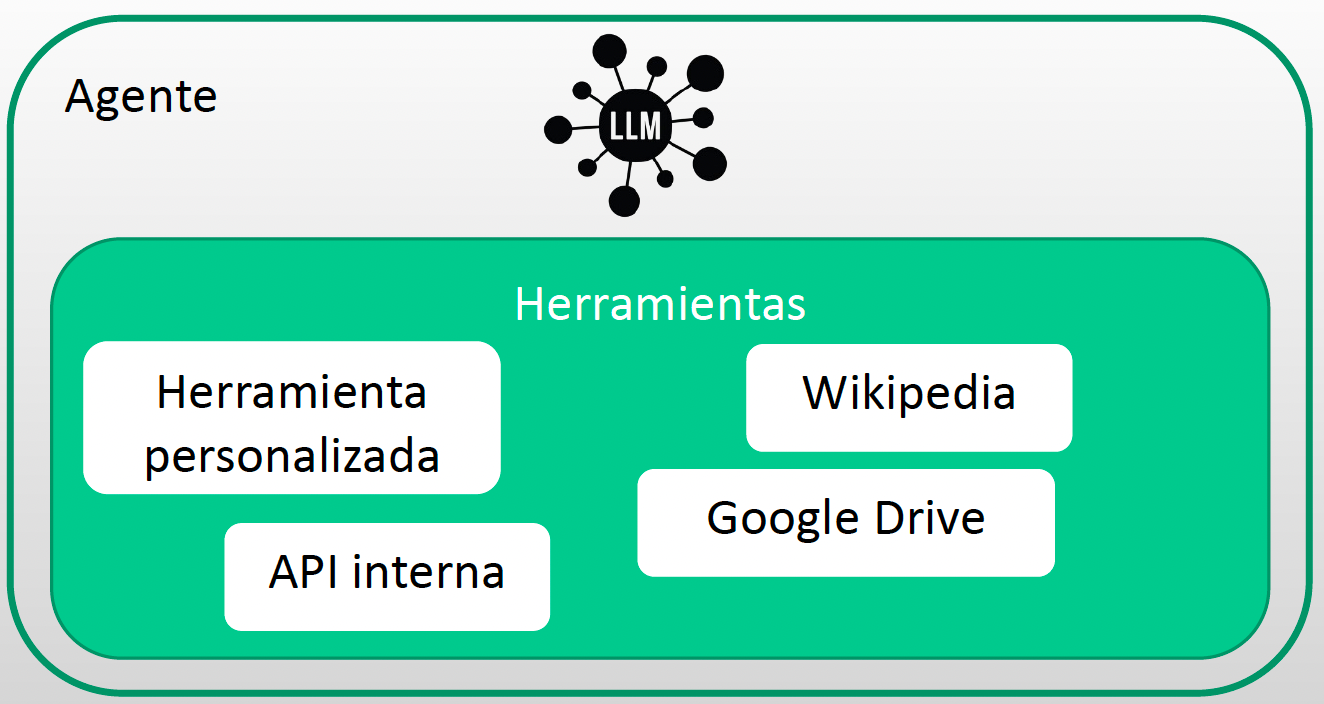 Agente
LLM
Herramientas
Herramienta
personalizada
Wikipedia
Google Drive
API interna